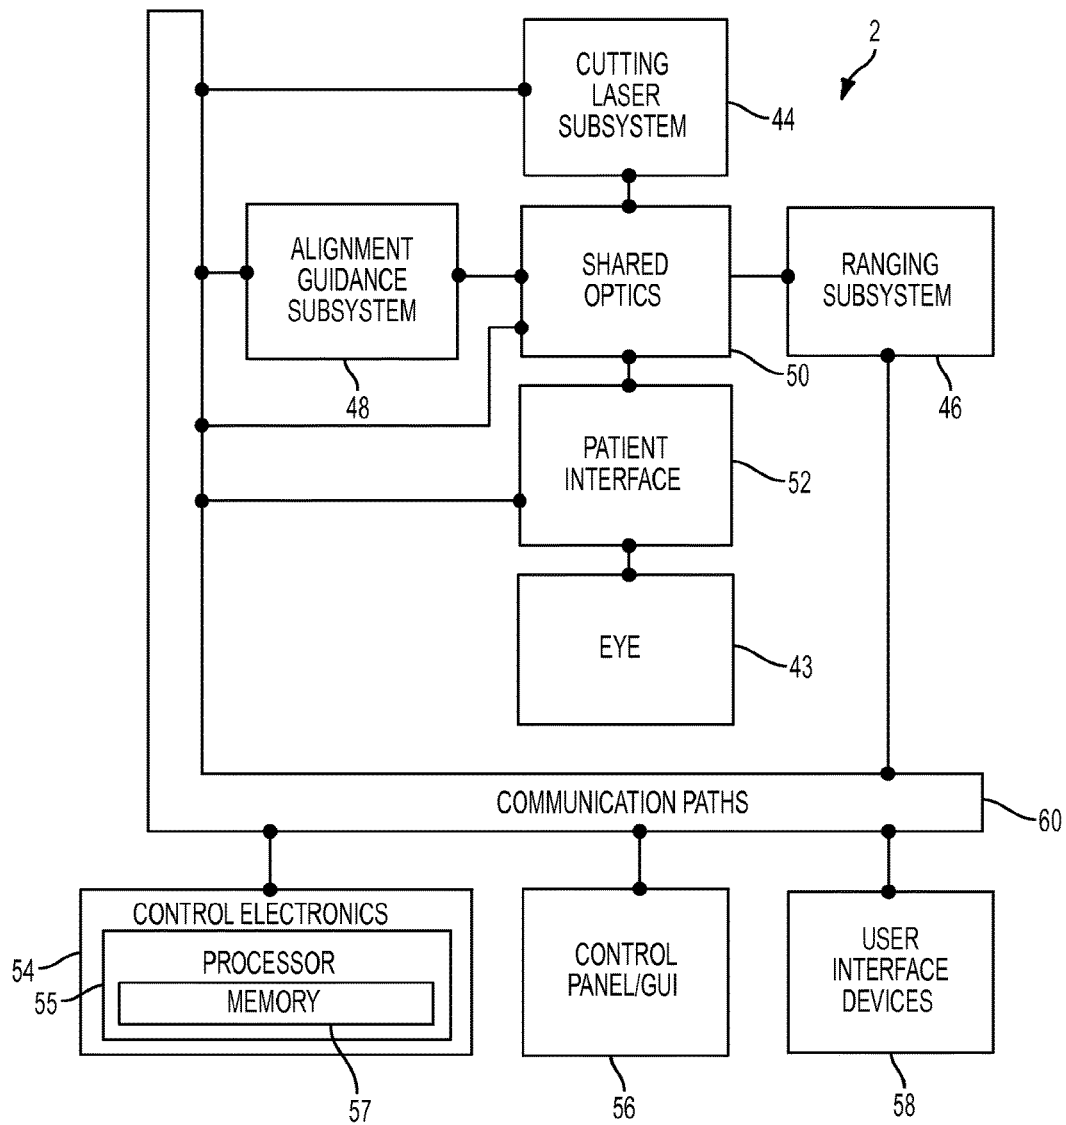 2
CUTTING
LASER
SUBSYSTEM
44
ALIGNMENT
GUIDANCE
SUBSYSTEM
48
SHARED
OPTICS
50
RANGING
SUBSYSTEM
46
PATIENT
INTERFACE
52
EYE
43
COMMUNICATION PATHS
60
CONTROL ELECTRONICS
PROCESSOR
MEMORY
54
55
57
CONTROL
PANEL/GUI
56
USER
INTERFACE
DEVICES
58